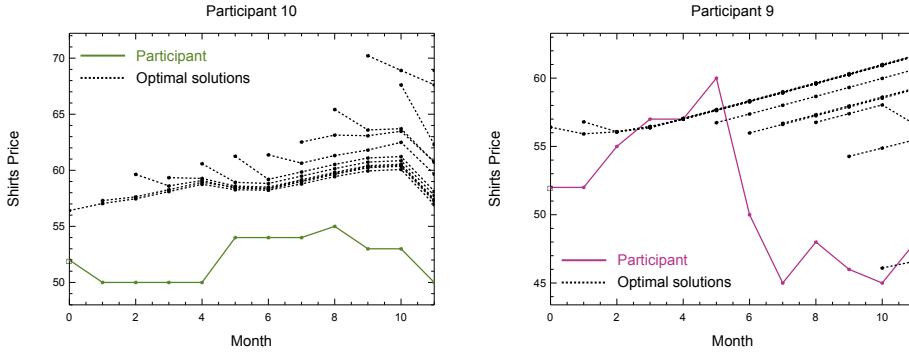 Participant 10
Participant
Optimal solutions
Shirts Price
70
65
60
55
50
0 2 4 6 8 10
Month
Participant 9
Shirts Price
60
55
50
45
Participant
Optimal solutions
0 2 4 6 8 10
Month